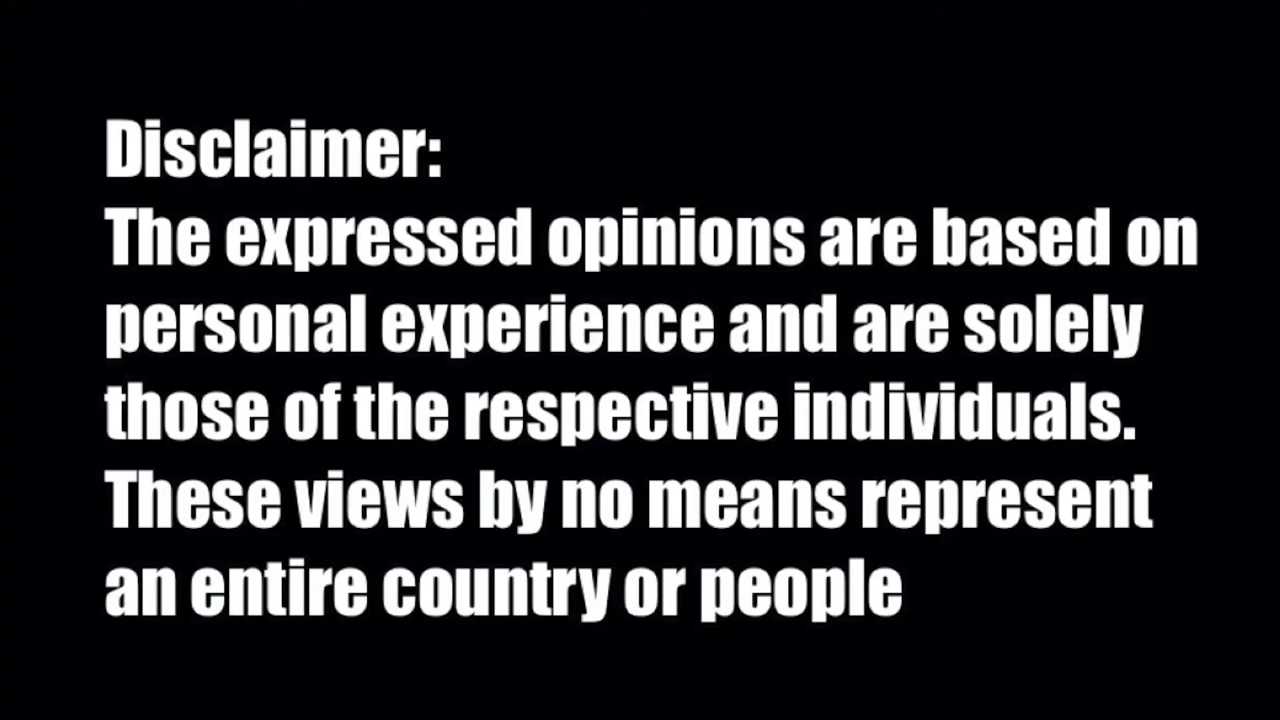 Disclaimer:
The expressed opinions are based on
personal experience and are solely
those of the respective individuals.
These views by no means represent
an entire country or people